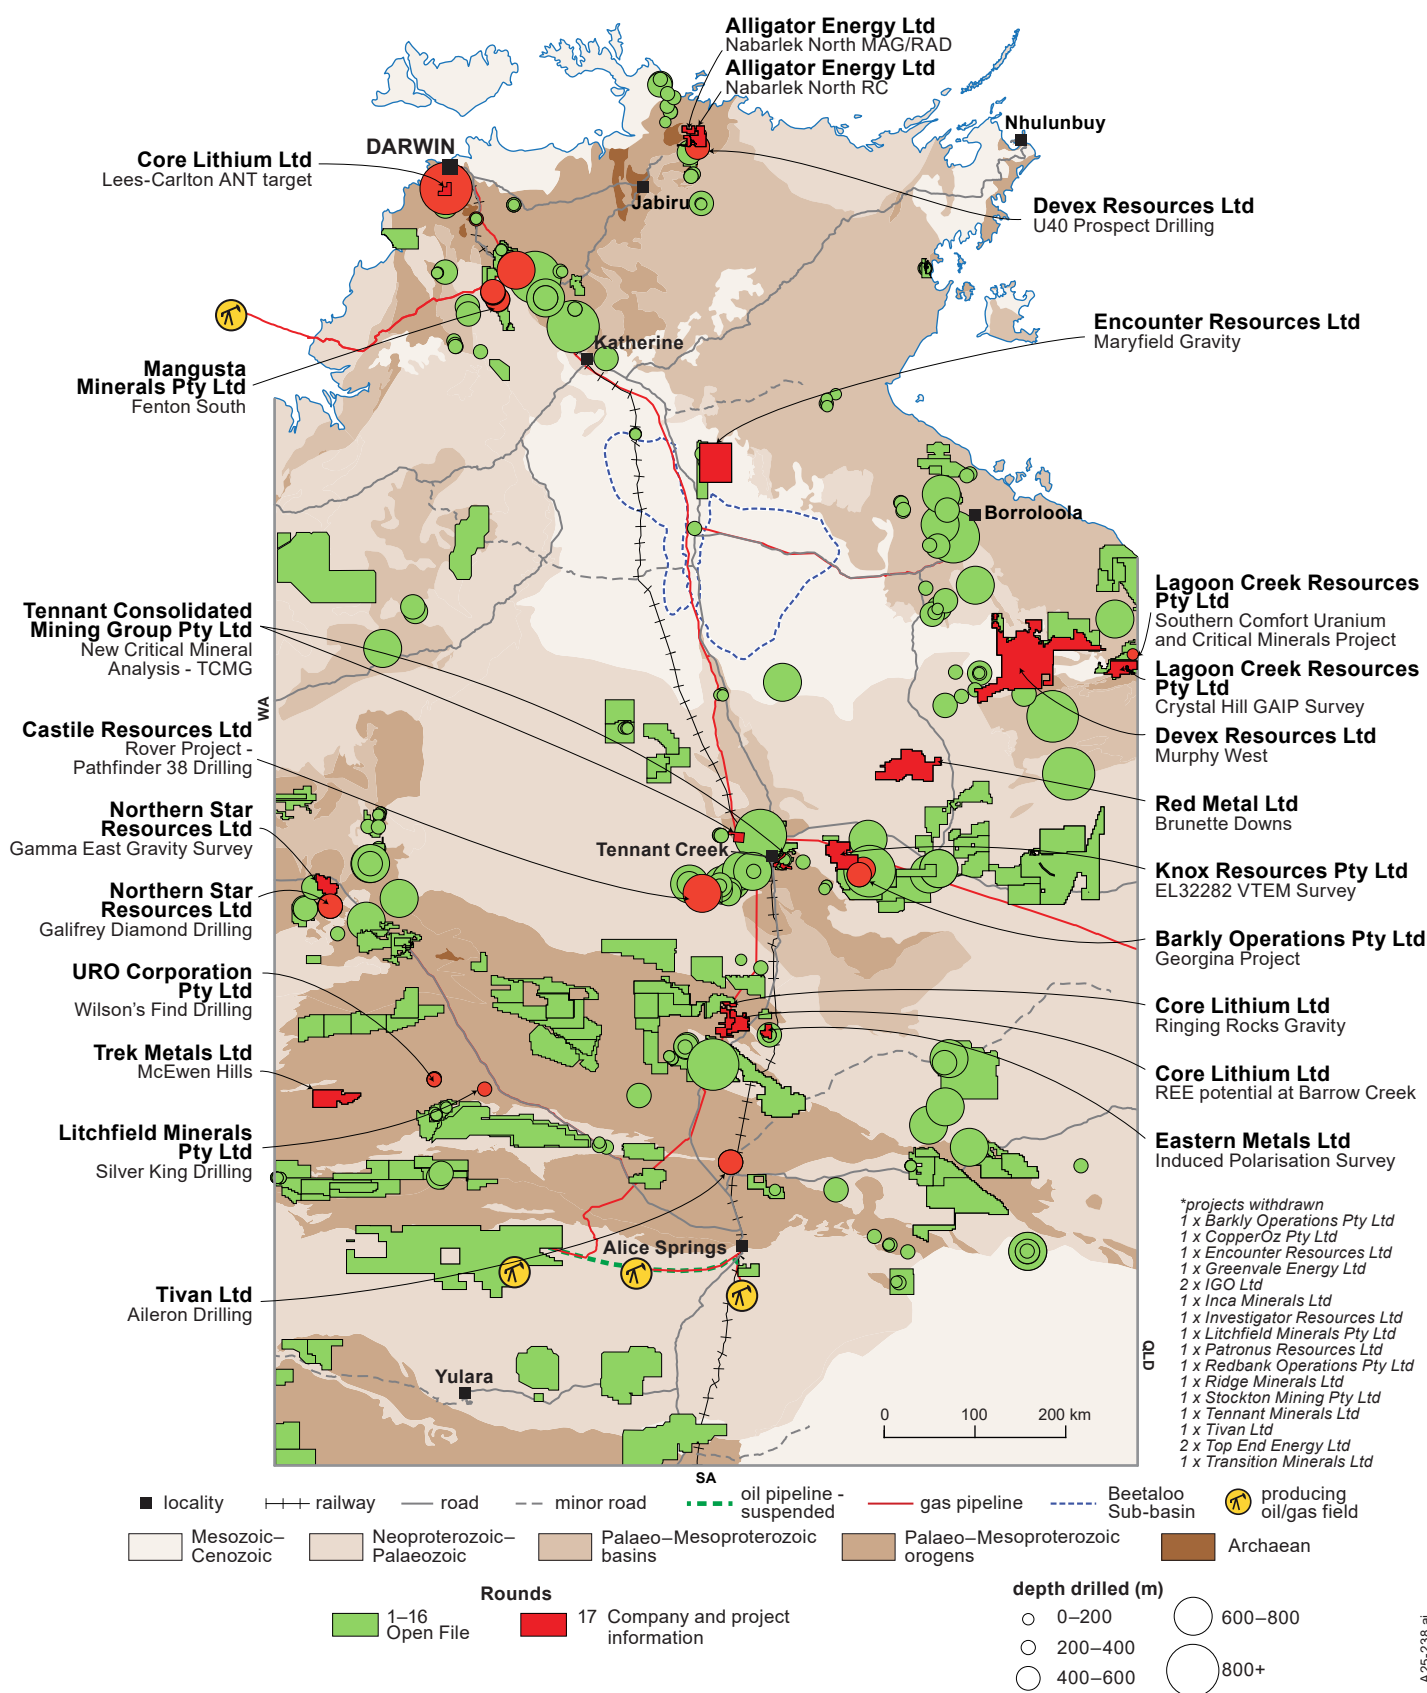 Alligator Energy Ltd
Nabarlek North MAG/RAD
Alligator Energy Ltd
Nabarlek North RC
Nhulunbuy
DARWIN
Core Lithium Ltd
Lees-Carlton ANT target
Jabiru
Devex Resources Ltd
U40 Prospect Drilling
Encounter Resources Ltd
Maryfield Gravity
Katherine
Mangusta
Minerals Pty Ltd
Fenton South
Borroloola
Tennant Consolidated
Mining Group Pty Ltd
New Critical Mineral
Analysis - TCMG
Lagoon Creek Resources
Pty Ltd
Southern Comfort Uranium
and Critical Minerals Project
Lagoon Creek Resources
Pty Ltd
Crystal Hill GAIP Survey
WA
Castile Resources Ltd
Rover Project -
Pathfinder 38 Drilling
Devex Resources Ltd
Murphy West
Red Metal Ltd
Brunette Downs
Northern Star
Resources Ltd
Gamma East Gravity Survey
Tennant Creek
Knox Resources Pty Ltd
EL32282 VTEM Survey
Northern Star
Resources Ltd
Galifrey Diamond Drilling
Barkly Operations Pty Ltd
Georgina Project
URO Corporation
Pty Ltd
Wilson's Find Drilling
Core Lithium Ltd
Ringing Rocks Gravity
Trek Metals Ltd
McEwen Hills
Core Lithium Ltd
REE potential at Barrow Creek
Litchfield Minerals
Pty Ltd
Silver King Drilling
Eastern Metals Ltd
Induced Polarisation Survey
Alice Springs
Tivan Ltd
Aileron Drilling
*projects withdrawn
1 x Barkly Operations Pty Ltd
1 x CopperOz Pty Ltd
1 x Encounter Resources Ltd
1 x Greenvale Energy Ltd
2 x IGO Ltd
1 x Inca Minerals Ltd
1 x Investigator Resources Ltd
1 x Litchfield Minerals Pty Ltd
1 x Patronus Resources Ltd
1 x Redbank Operations Pty Ltd
1 x Ridge Minerals Ltd
1 x Stockton Mining Pty Ltd
1 x Tennant Minerals Ltd
1 x Tivan Ltd
2 x Top End Energy Ltd
1 x Transition Minerals Ltd
QLD
Yulara
0 100 200 km
SA
locality
railway
road
minor road
oil pipeline -
suspended
gas pipeline
Beetaloo
Sub-basin
producing
oil/gas field
Mesozoic–
Cenozoic
Neoproterozoic–
Palaeozoic
Palaeo–Mesoproterozoic
basins
Palaeo–Mesoproterozoic
orogens
Archaean
Rounds
1–16
Open File
17 Company and project
information
depth drilled (m)
0–200
200–400
400–600
600–800
800+
A25-238.ai